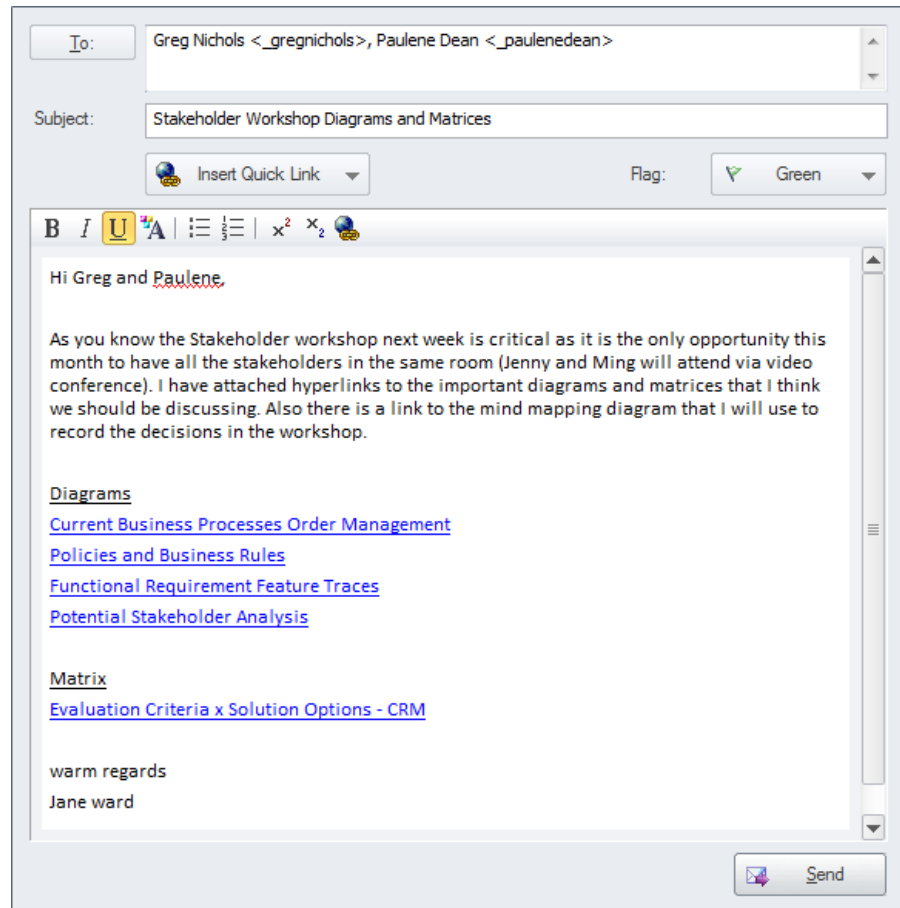 To:
Greg Nichols <_gregnichols>, Paulene Dean <_paulenedean>
Subject:
Stakeholder Workshop Diagrams and Matrices
Insert Quick Link
Flag:
Green
B I U A x² x₂
Hi Greg and Paulene,
As you know the Stakeholder workshop next week is critical as it is the only opportunity this
month to have all the stakeholders in the same room (Jenny and Ming will attend via video
conference). I have attached hyperlinks to the important diagrams and matrices that I think
we should be discussing. Also there is a link to the mind mapping diagram that I will use to
record the decisions in the workshop.
Diagrams
Current Business Processes Order Management
Policies and Business Rules
Functional Requirement Feature Traces
Potential Stakeholder Analysis
Matrix
Evaluation Criteria x Solution Options - CRM
warm regards
Jane ward
Send